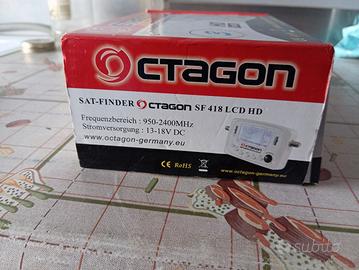 OCTAGON
SAT-FINDER OCTAGON SF 418 LCD HD
Frequenzbereich : 950-2400MHz
Stromversorgung : 13-18V DC
www.octagon-germany.eu
CE RoHS
www.octagon-germany.eu
subito